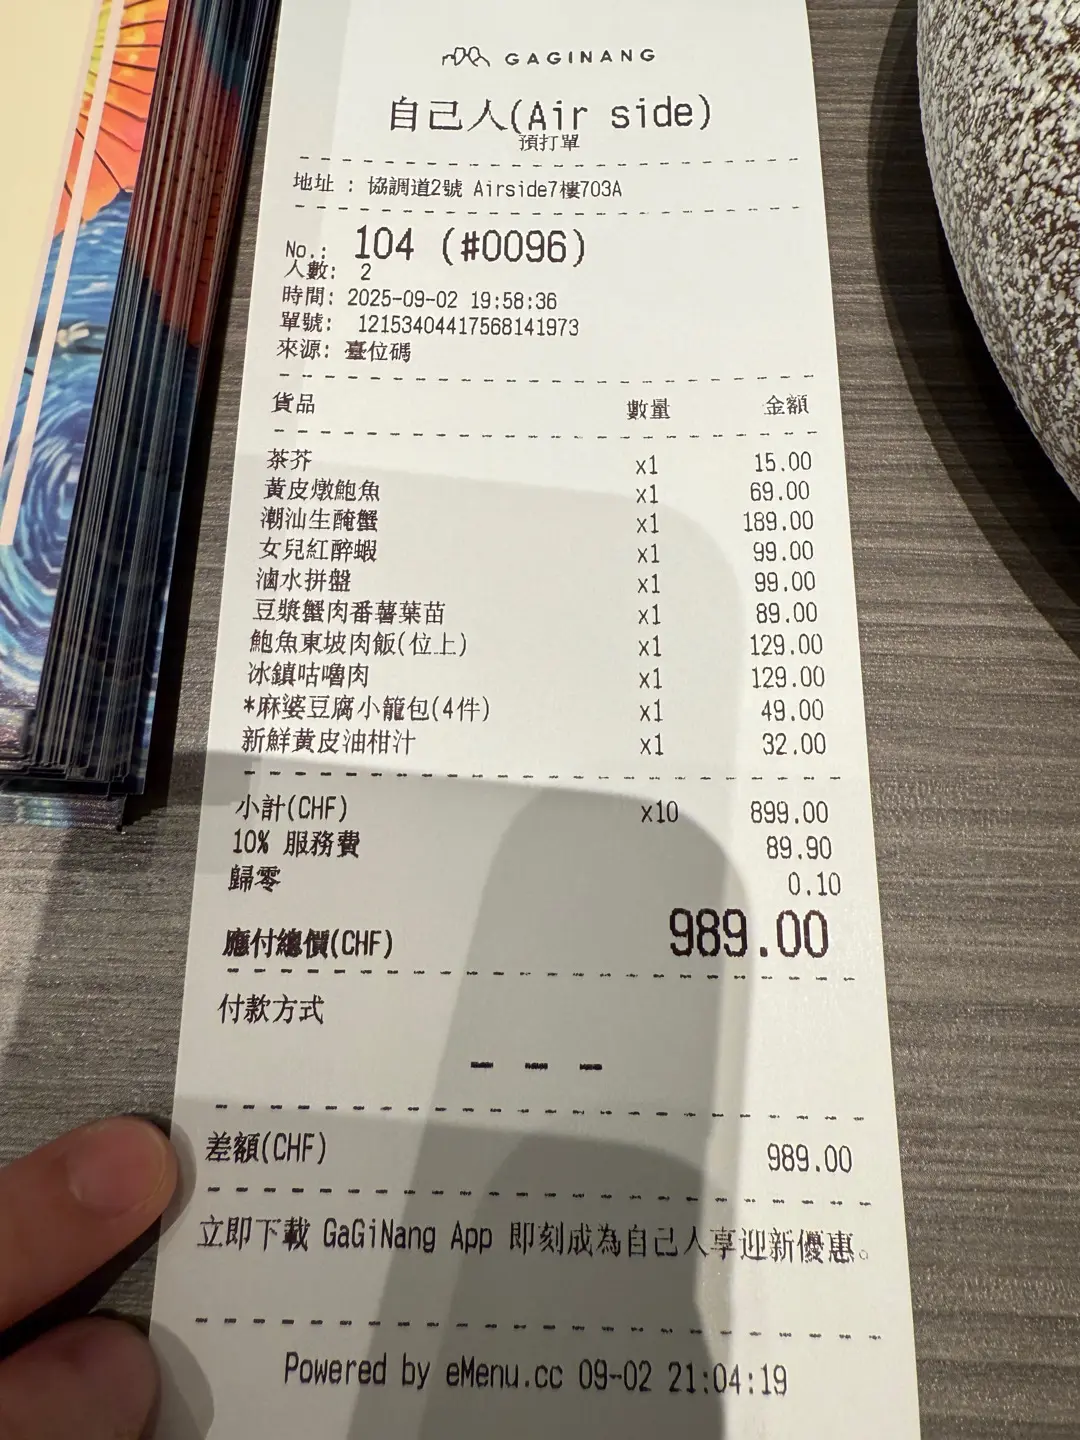 GAGINANG
自己人(Air side)
預打單
地址 : 協調道2號 Airside7樓703A
No.: 104 (#0096)
人數: 2
時間: 2025-09-02 19:58:36
單號: 12153404417568141973
來源: 臺位碼
貨品 數量 金額
茶芥 x1 15.00
黃皮燉鮑魚 x1 69.00
潮汕生醃蟹 x1 189.00
女兒紅醉蝦 x1 99.00
滷水拼盤 x1 99.00
豆漿蟹肉番薯葉苗 x1 89.00
鮑魚東坡肉飯(位上) x1 129.00
冰鎮咕嚕肉 x1 129.00
*麻婆豆腐小籠包(4件) x1 49.00
新鮮黃皮油柑汁 x1 32.00
小計(CHF) x10 899.00
10% 服務費 89.90
歸零 0.10
應付總價(CHF) 989.00
付款方式
— — —
差額(CHF) 989.00
立即下載 GaGiNang App 即刻成為自己人享迎新優惠。
Powered by eMenu.cc 09-02 21:04:19